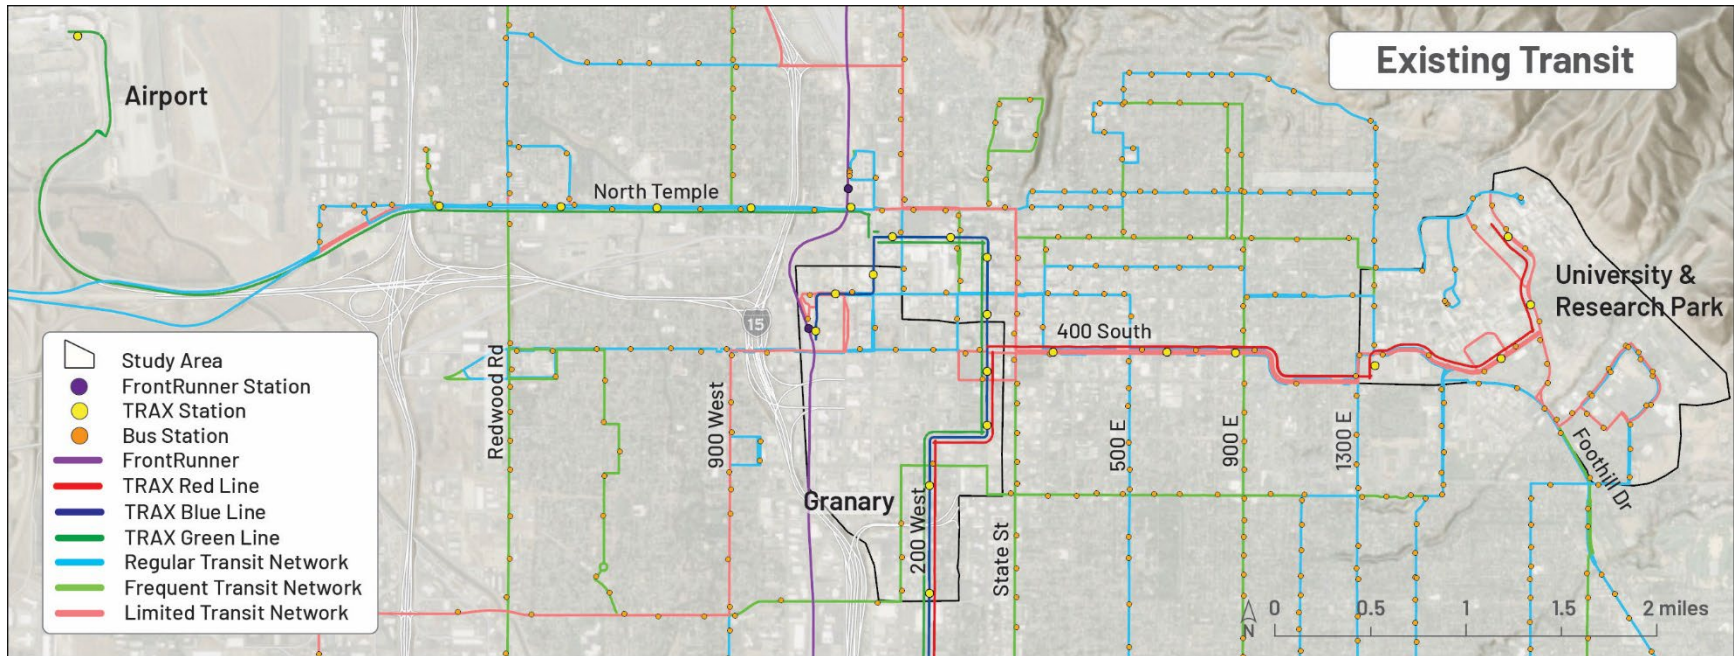 Existing Transit
Airport
North Temple
University &
Research Park
15
400 South
Redwood Rd
900 West
500 E
900 E
1300 E
Foothill Dr
Granary
200 West
State St
Study Area
FrontRunner Station
TRAX Station
Bus Station
FrontRunner
TRAX Red Line
TRAX Blue Line
TRAX Green Line
Regular Transit Network
Frequent Transit Network
Limited Transit Network
N
0 0.5 1 1.5 2 miles